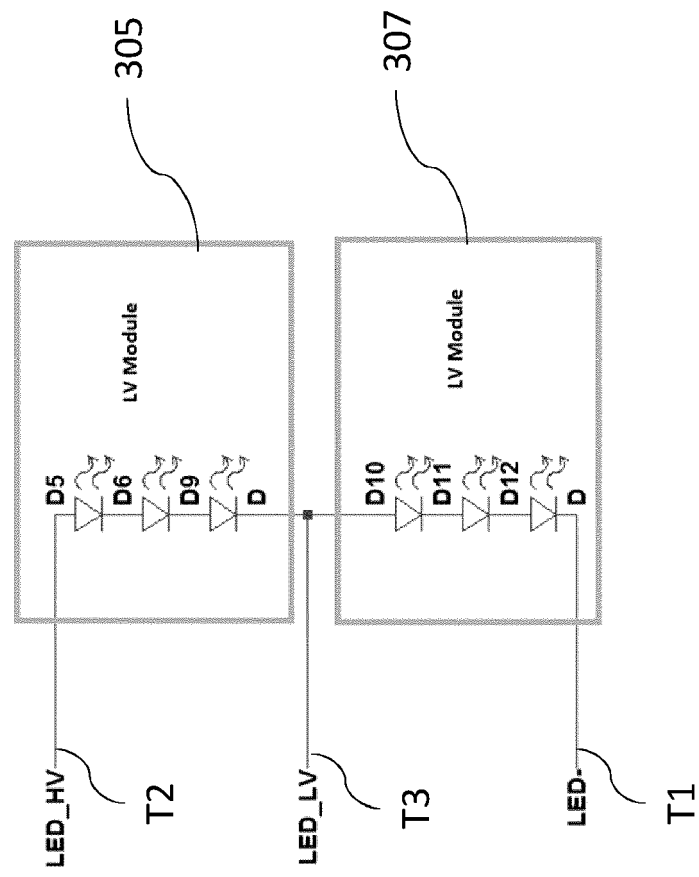 LED_HV
D5
D6
LV Module
305
T2
D9
D
LED_LV
D10
307
T3
D11
LV Module
D12
LED-
D
T1